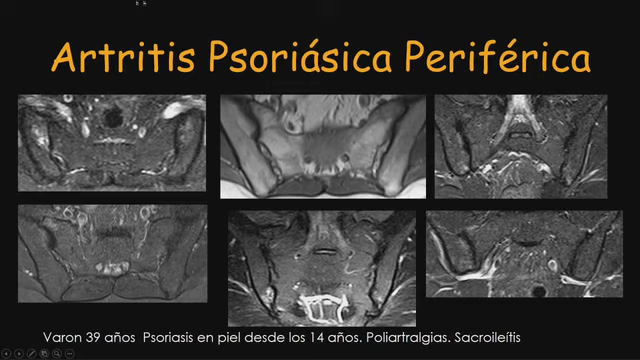 Artritis Psoriásica Periférica
Varon 39 años Psoriasis en piel desde los 14 años. Poliartralgias. Sacroileítis